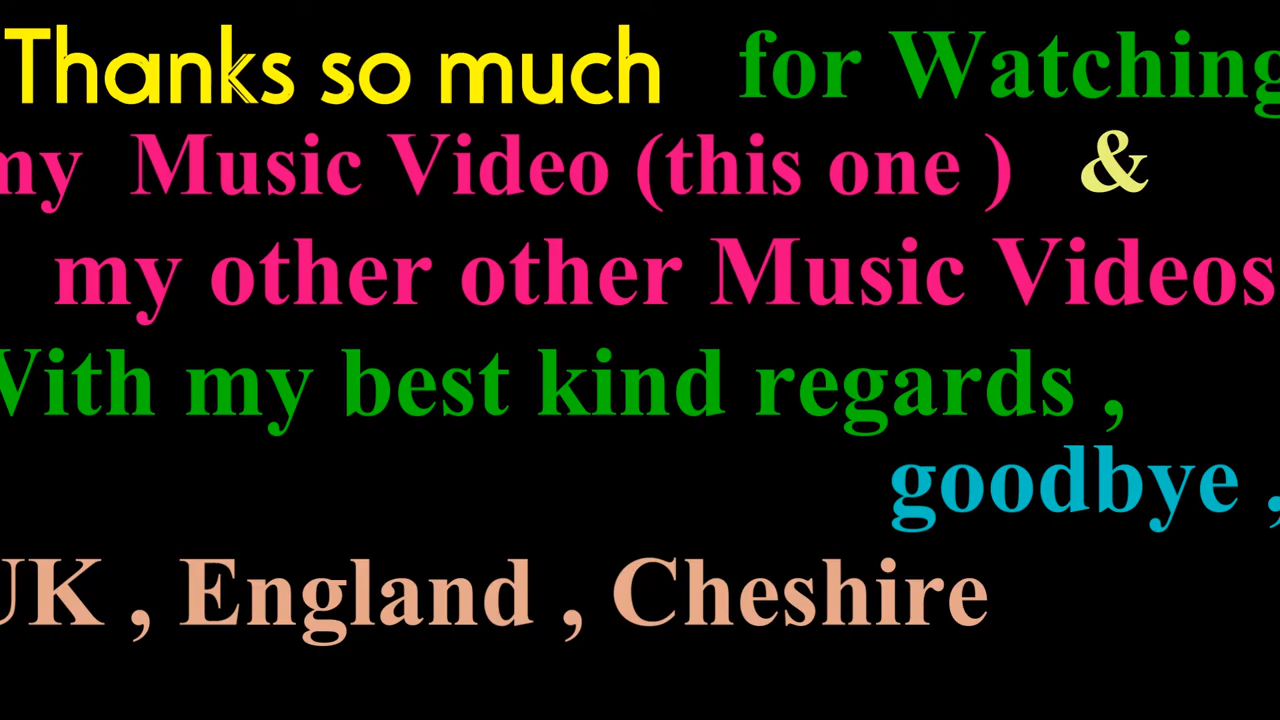 Thanks so much for Watching
my Music Video (this one ) &
my other other Music Videos
With my best kind regards ,
goodbye ,
UK , England , Cheshire